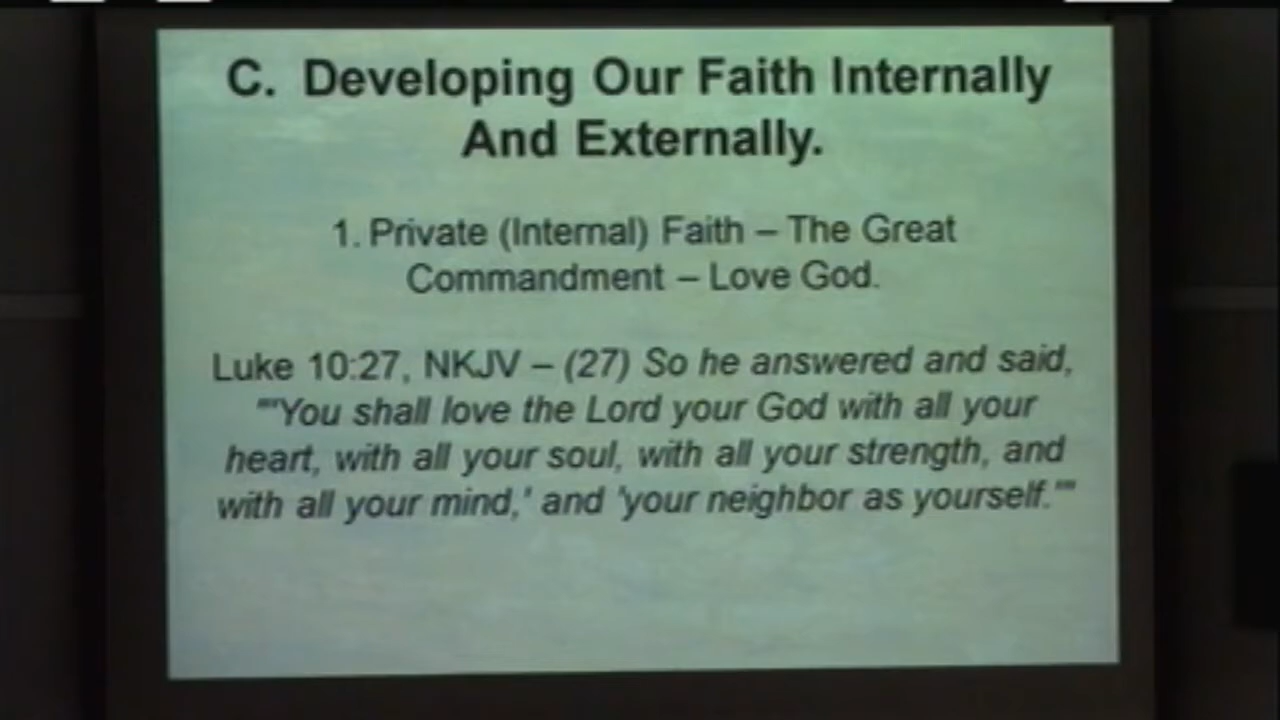 C. Developing Our Faith Internally
And Externally.
1. Private (Internal) Faith – The Great
Commandment – Love God.
Luke 10:27, NKJV – (27) So he answered and said,
"'You shall love the Lord your God with all your
heart, with all your soul, with all your strength, and
with all your mind,' and 'your neighbor as yourself.'"